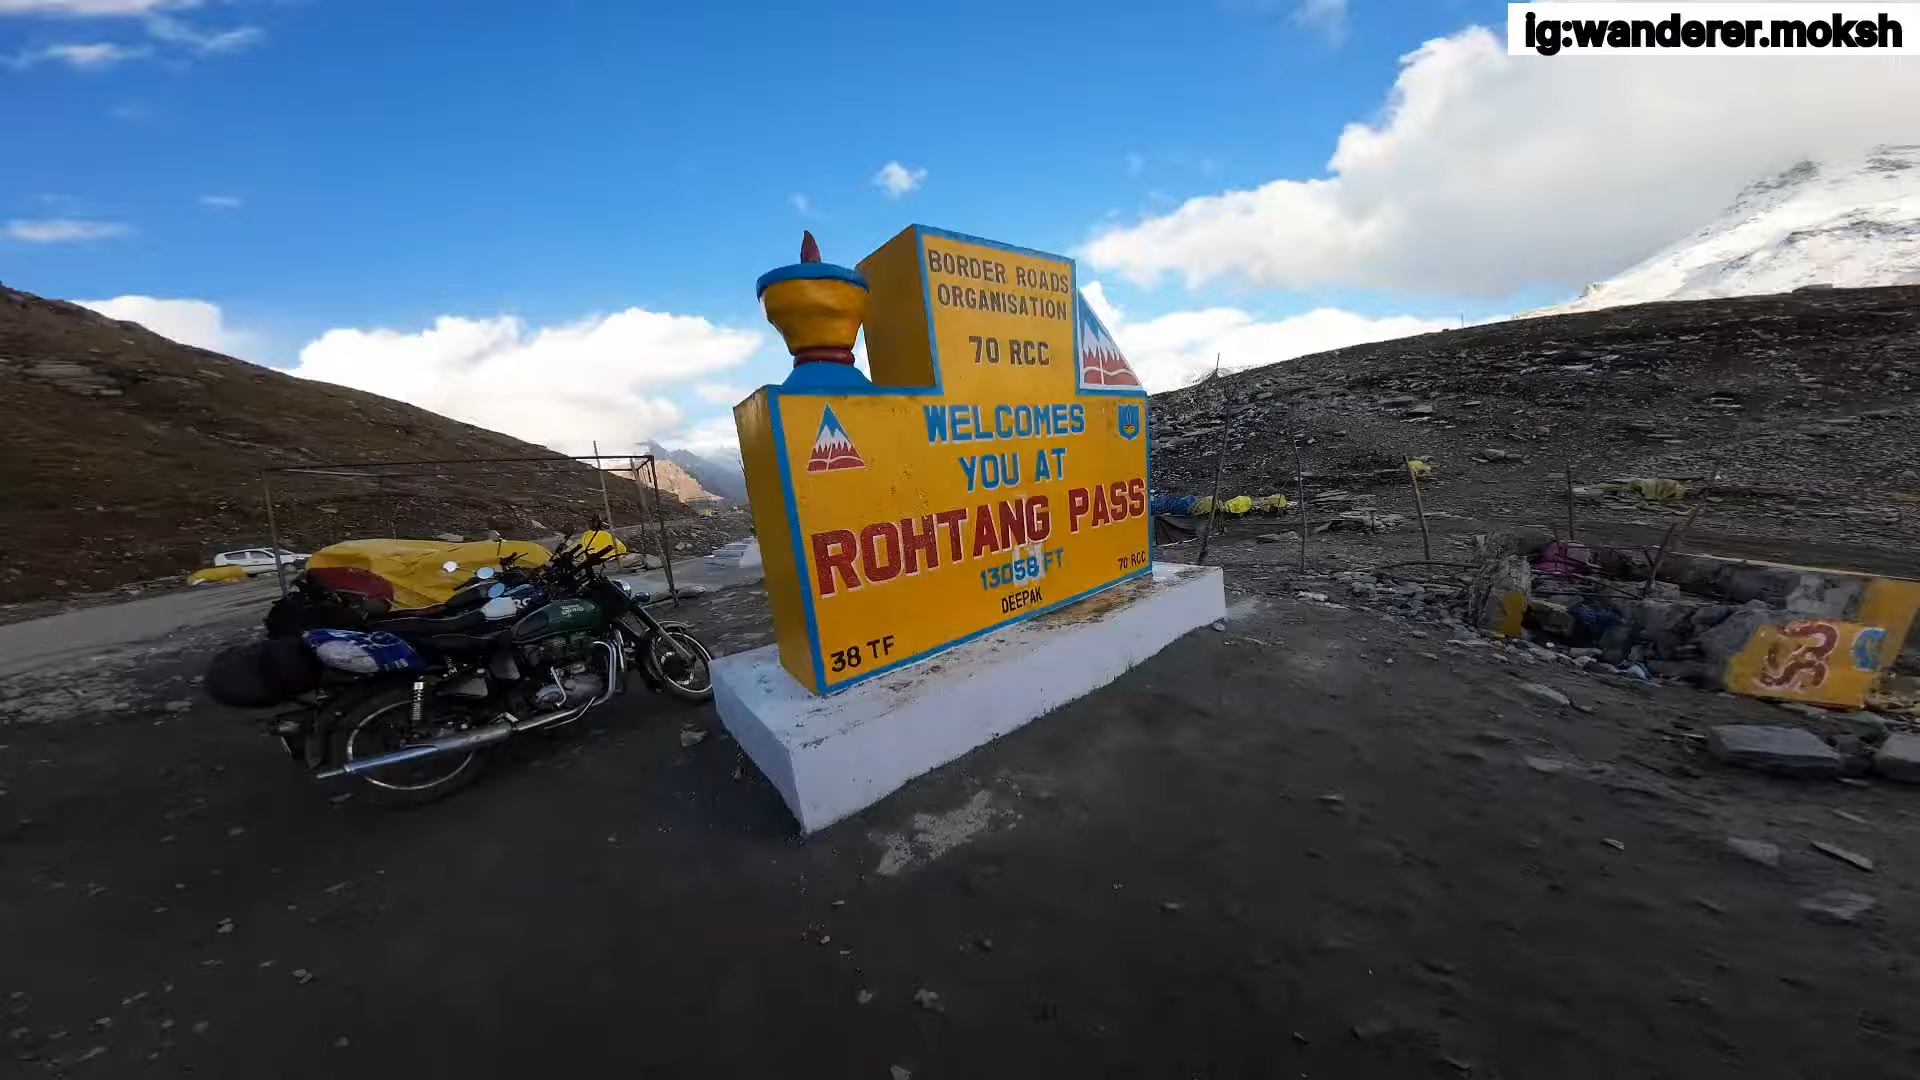 ig:wanderer.moksh
BORDER ROADS
ORGANISATION
70 RCC
WELCOMES
YOU AT
ROHTANG PASS
13058 FT
70 RCC
DEEPAK
38 TF